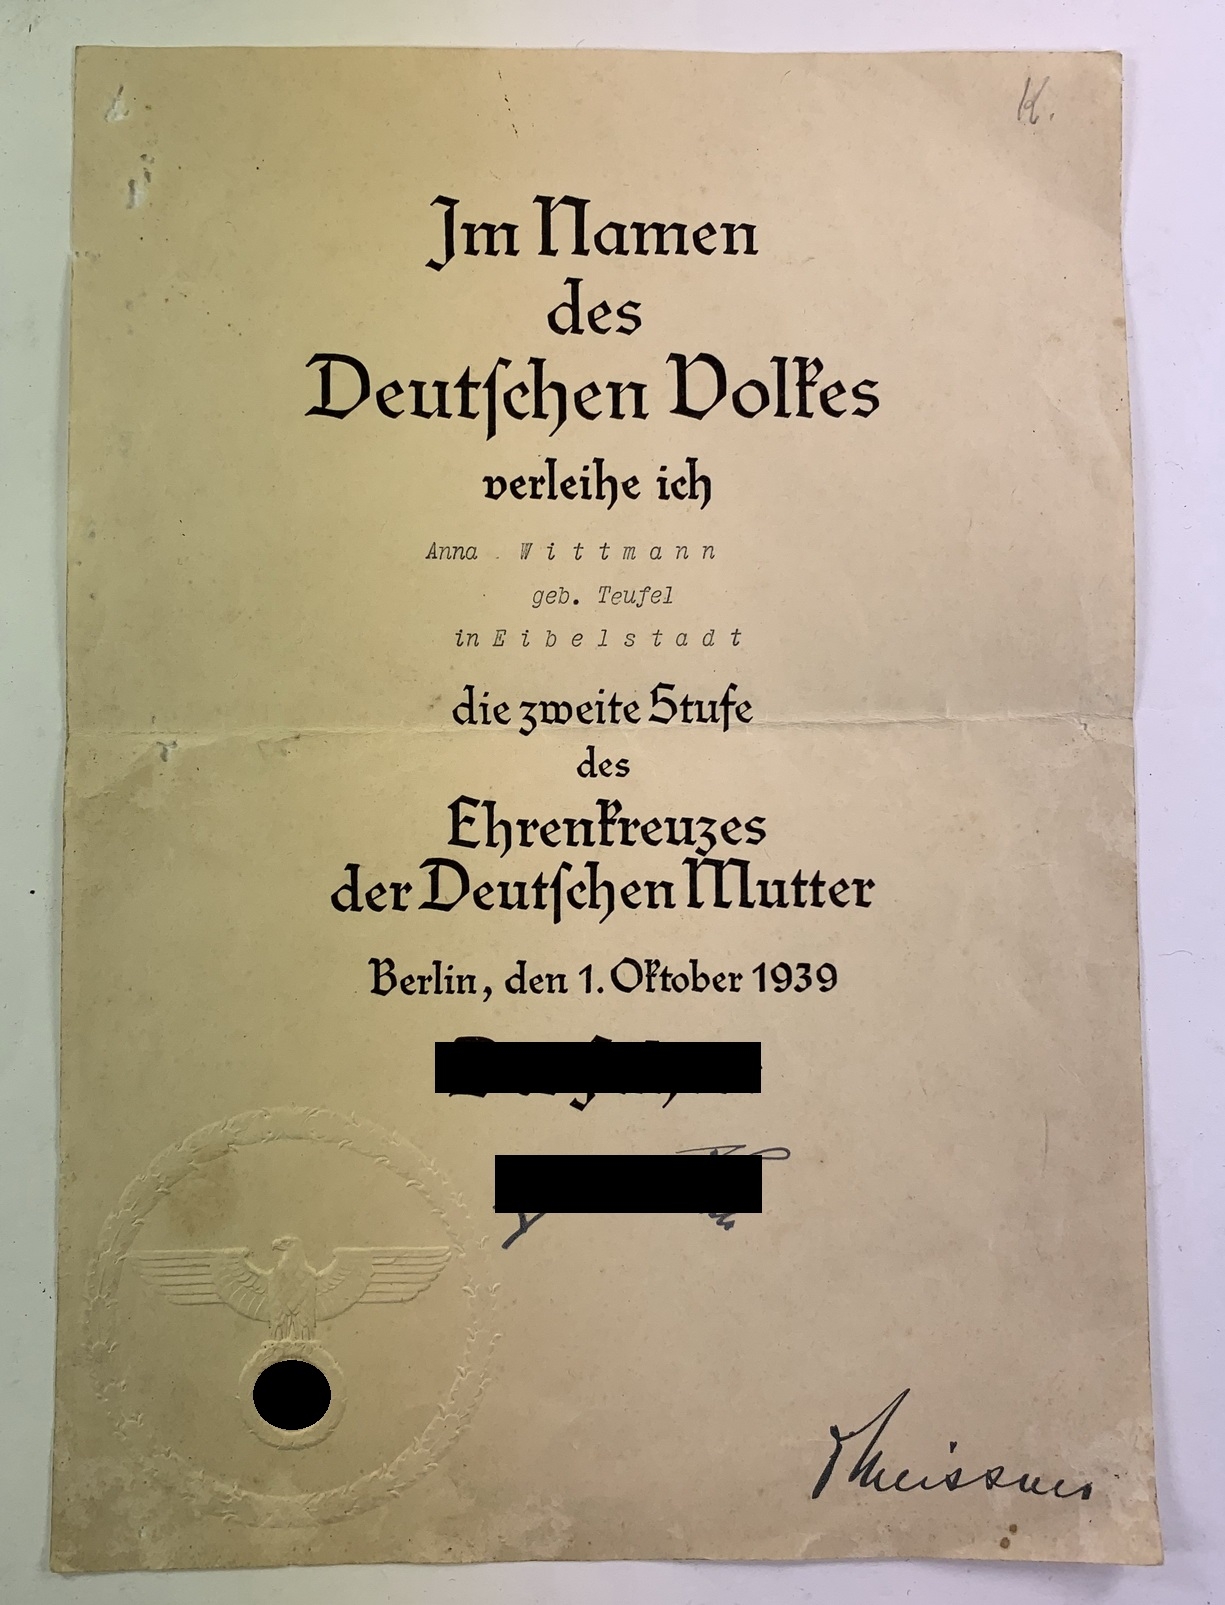 K.
Im Namen
des
Deutschen Volkes
verleihe ich
Anna Wittmann
geb. Teufel
in Eibelstadt
die zweite Stufe
des
Ehrenkreuzes
der Deutschen Mutter
Berlin, den 1. Oktober 1939
Meissner